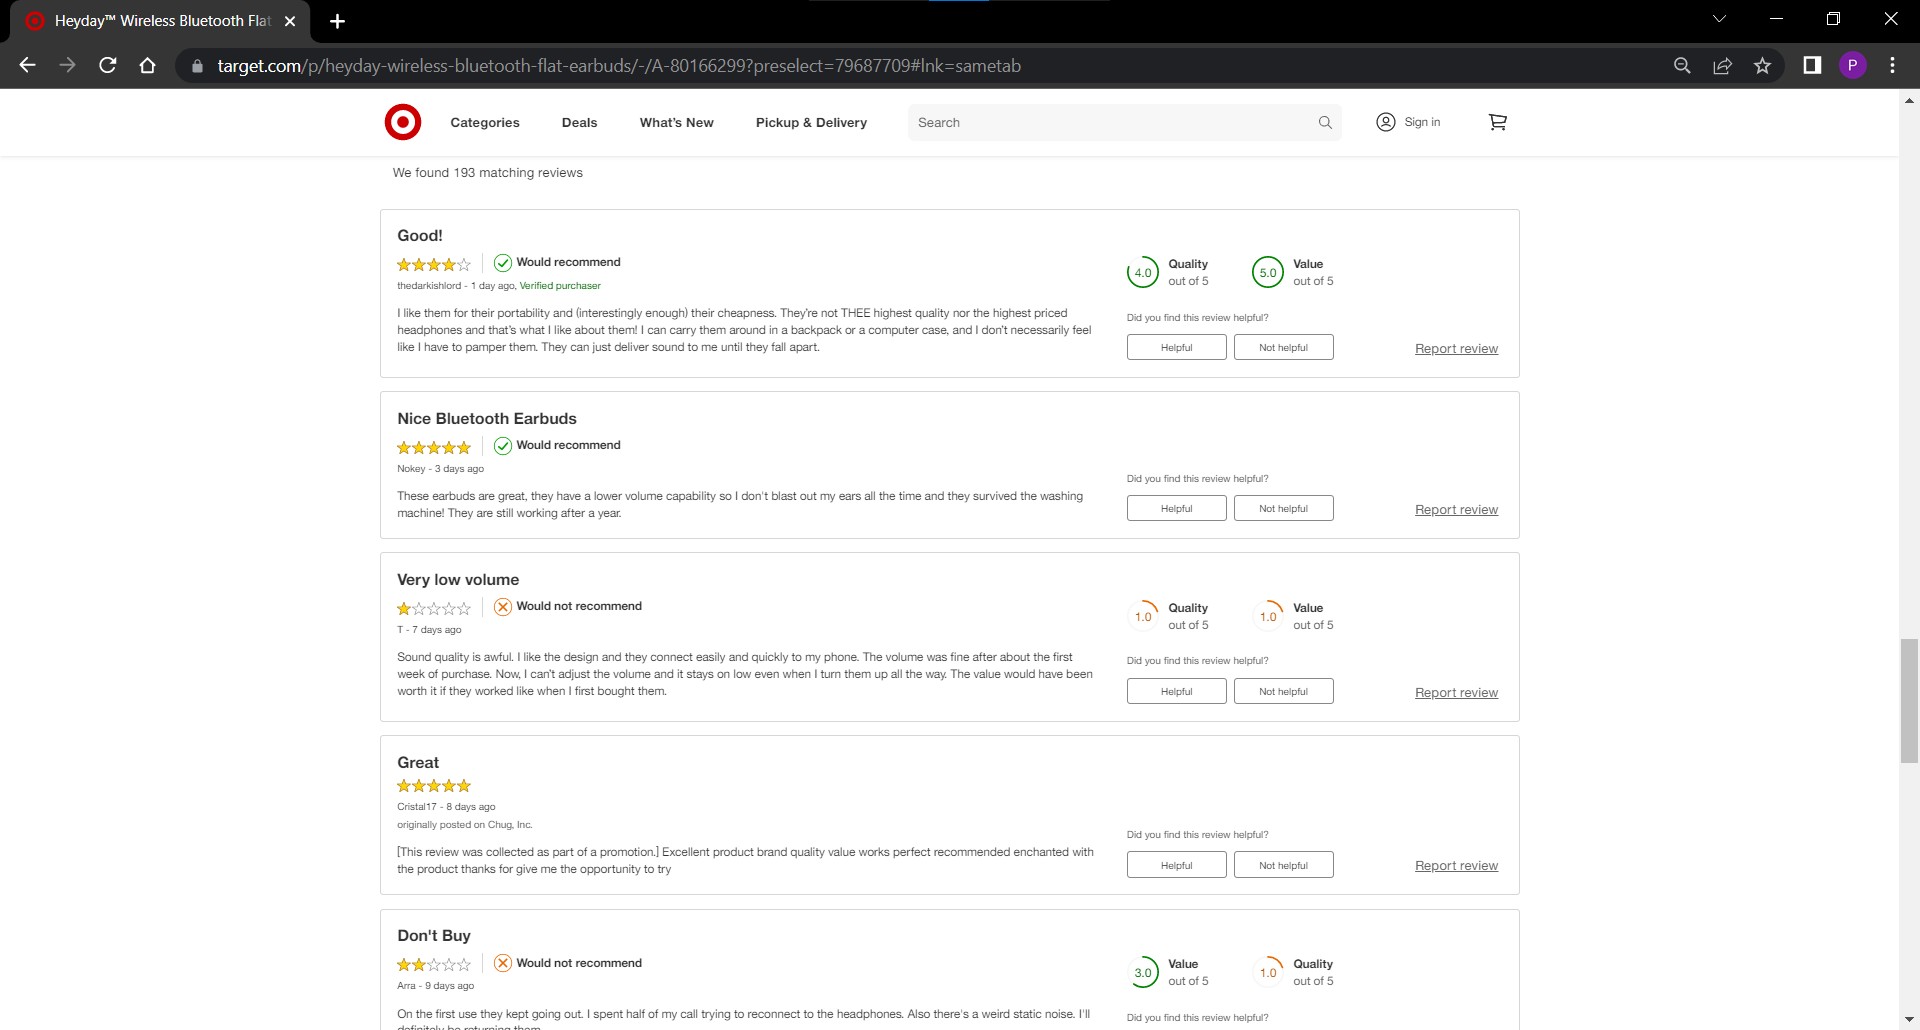 Heyday™ Wireless Bluetooth Flat
target.com/p/heyday-wireless-bluetooth-flat-earbuds/-/A-80166299?preselect=79687709#lnk=sametab
P
Categories
Deals
What's New
Pickup & Delivery
Search
Sign in
We found 193 matching reviews
Good!
Would recommend
thedarkishlord - 1 day ago, Verified purchaser
I like them for their portability and (interestingly enough) their cheapness. They're not THEE highest quality nor the highest priced
headphones and that's what I like about them! I can carry them around in a backpack or a computer case, and I don't necessarily feel
like I have to pamper them. They can just deliver sound to me until they fall apart.
4.0 Quality
out of 5
5.0 Value
out of 5
Did you find this review helpful?
Helpful
Not helpful
Report review
Nice Bluetooth Earbuds
Would recommend
Nokey - 3 days ago
These earbuds are great, they have a lower volume capability so I don't blast out my ears all the time and they survived the washing
machine! They are still working after a year.
Did you find this review helpful?
Helpful
Not helpful
Report review
Very low volume
Would not recommend
T - 7 days ago
Sound quality is awful. I like the design and they connect easily and quickly to my phone. The volume was fine after about the first
week of purchase. Now, I can't adjust the volume and it stays on low even when I turn them up all the way. The value would have been
worth it if they worked like when I first bought them.
1.0 Quality
out of 5
1.0 Value
out of 5
Did you find this review helpful?
Helpful
Not helpful
Report review
Great
Cristal17 - 8 days ago
originally posted on Chug, Inc.
[This review was collected as part of a promotion.] Excellent product brand quality value works perfect recommended enchanted with
the product thanks for give me the opportunity to try
Did you find this review helpful?
Helpful
Not helpful
Report review
Don't Buy
Would not recommend
Arra - 9 days ago
On the first use they kept going out. I spent half of my call trying to reconnect to the headphones. Also there's a weird static noise. I'll
definitely be returning them.
3.0 Value
out of 5
1.0 Quality
out of 5
Did you find this review helpful?